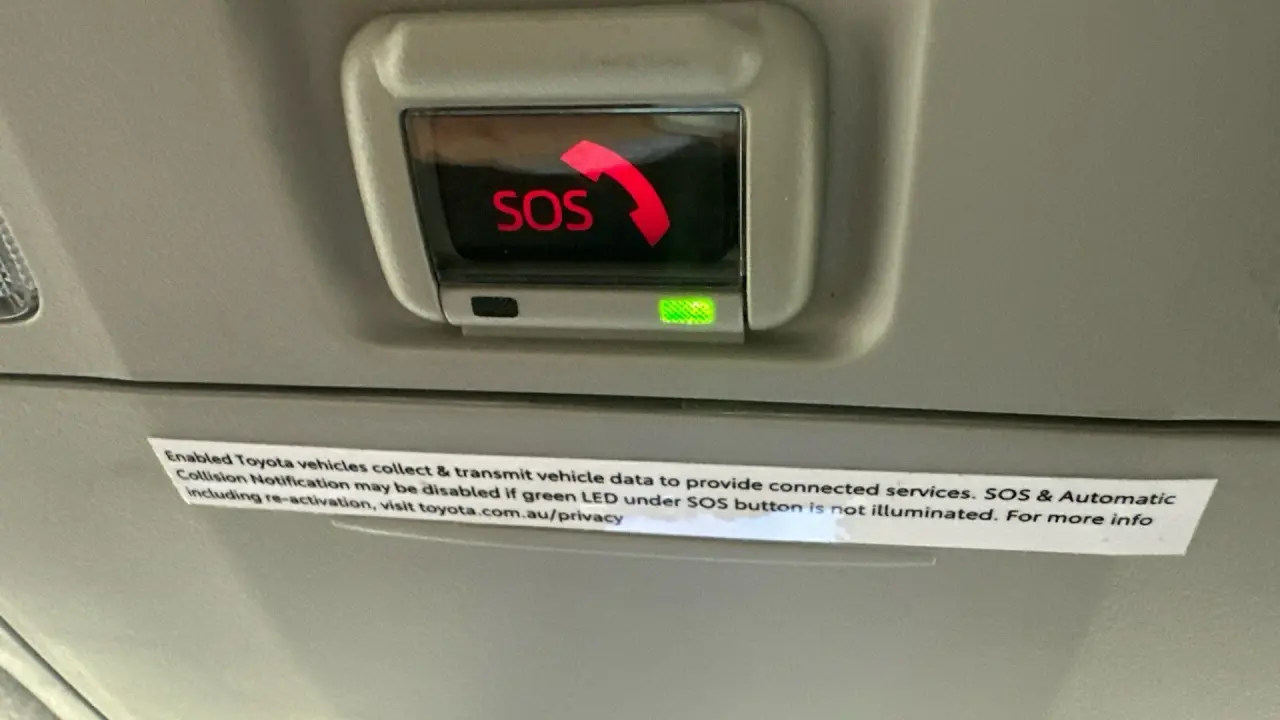 SOS
Enabled Toyota vehicles collect & transmit vehicle data to provide connected services. SOS & Automatic
Collision Notification may be disabled if green LED under SOS button is not illuminated. For more info
including re-activation, visit toyota.com.au/privacy